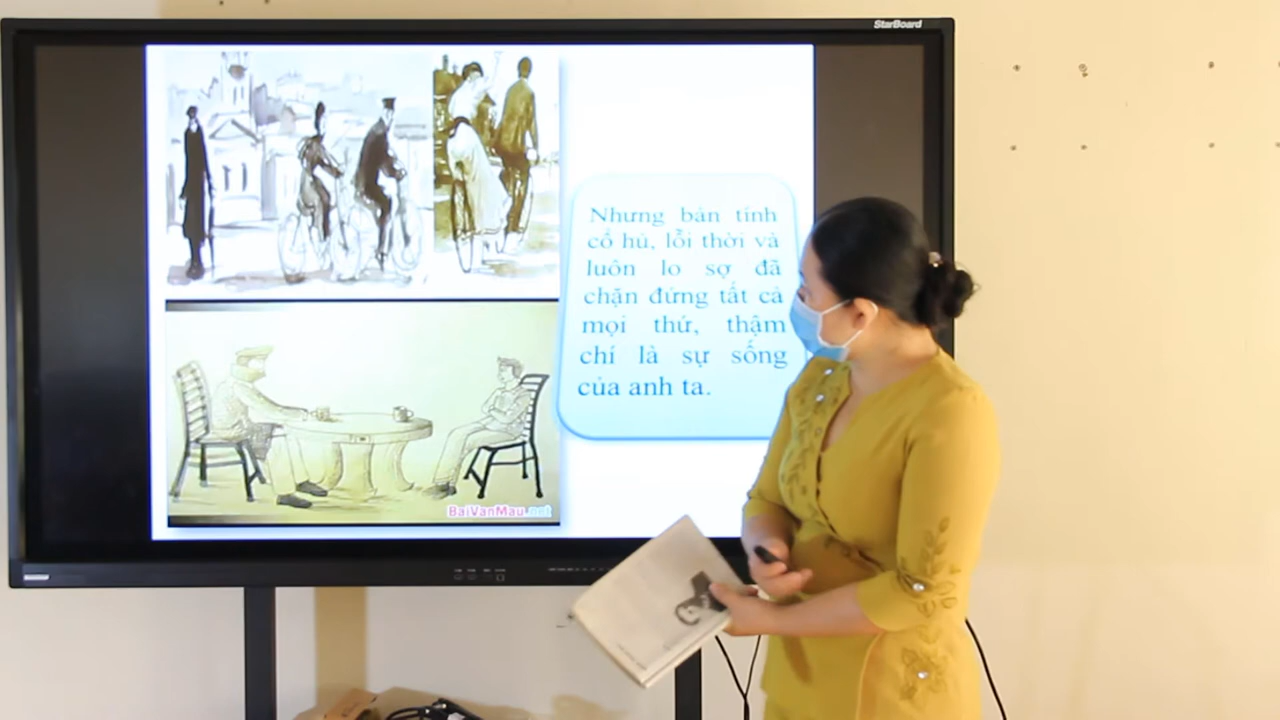 StarBoard
Nhưng bản tính
cổ hủ, lỗi thời và
luôn lo sợ đã
chặn đứng tất cả
mọi thứ, thậm
chí là sự sống
của anh ta.
BaiVanMau.net